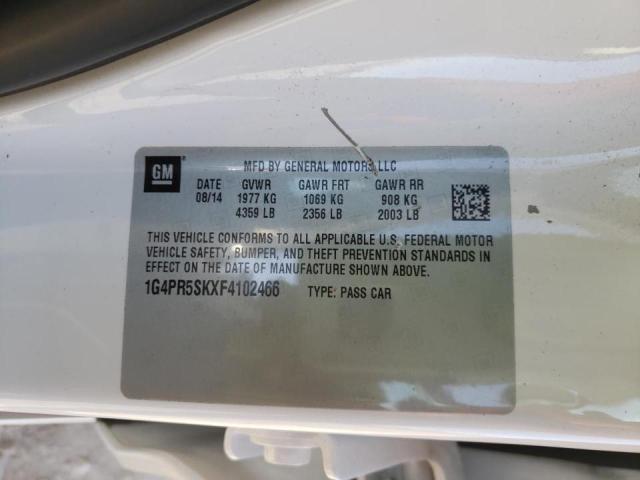 GM
MFD BY GENERAL MOTORS LLC
DATE GVWR GAWR FRT GAWR RR
08/14 1977 KG 1069 KG 908 KG
4359 LB 2356 LB 2003 LB
THIS VEHICLE CONFORMS TO ALL APPLICABLE U.S. FEDERAL MOTOR
VEHICLE SAFETY, BUMPER, AND THEFT PREVENTION STANDARDS IN
EFFECT ON THE DATE OF MANUFACTURE SHOWN ABOVE.
1G4PR5SKXF4102466 TYPE: PASS CAR